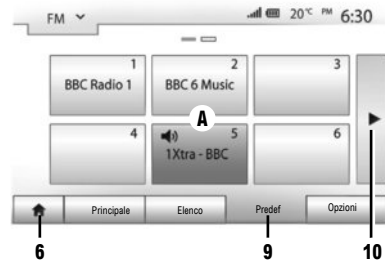 FM 20°C PM 6:30
1 2 3
BBC Radio 1 BBC 6 Music
A
4 5 6
1Xtra - BBC
Principale Elenco Predef Opzioni
6 9 10